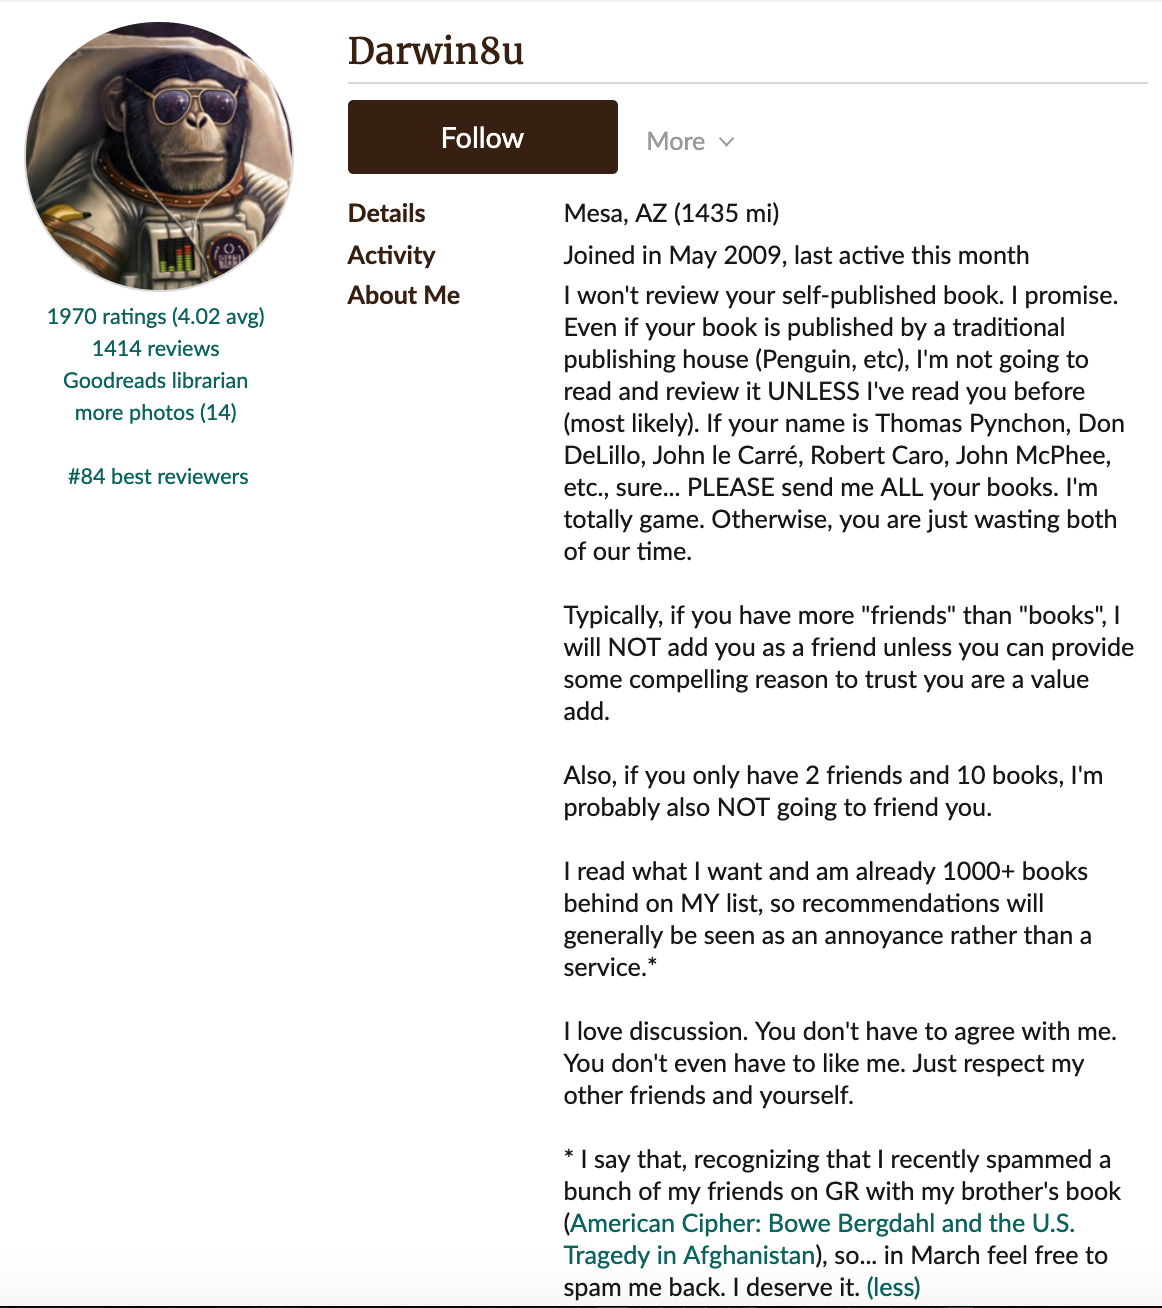 Darwin8u
Follow
More
Details
Mesa, AZ (1435 mi)
Activity
Joined in May 2009, last active this month
About Me
I won't review your self-published book. I promise.
Even if your book is published by a traditional
publishing house (Penguin, etc), I'm not going to
read and review it UNLESS I've read you before
(most likely). If your name is Thomas Pynchon, Don
DeLillo, John le Carré, Robert Caro, John McPhee,
etc., sure... PLEASE send me ALL your books. I'm
totally game. Otherwise, you are just wasting both
of our time.
Typically, if you have more "friends" than "books", I
will NOT add you as a friend unless you can provide
some compelling reason to trust you are a value
add.
Also, if you only have 2 friends and 10 books, I'm
probably also NOT going to friend you.
I read what I want and am already 1000+ books
behind on MY list, so recommendations will
generally be seen as an annoyance rather than a
service.*
I love discussion. You don't have to agree with me.
You don't even have to like me. Just respect my
other friends and yourself.
* I say that, recognizing that I recently spammed a
bunch of my friends on GR with my brother's book
(American Cipher: Bowe Bergdahl and the U.S.
Tragedy in Afghanistan), so... in March feel free to
spam me back. I deserve it. (less)
1970 ratings (4.02 avg)
1414 reviews
Goodreads librarian
more photos (14)
#84 best reviewers